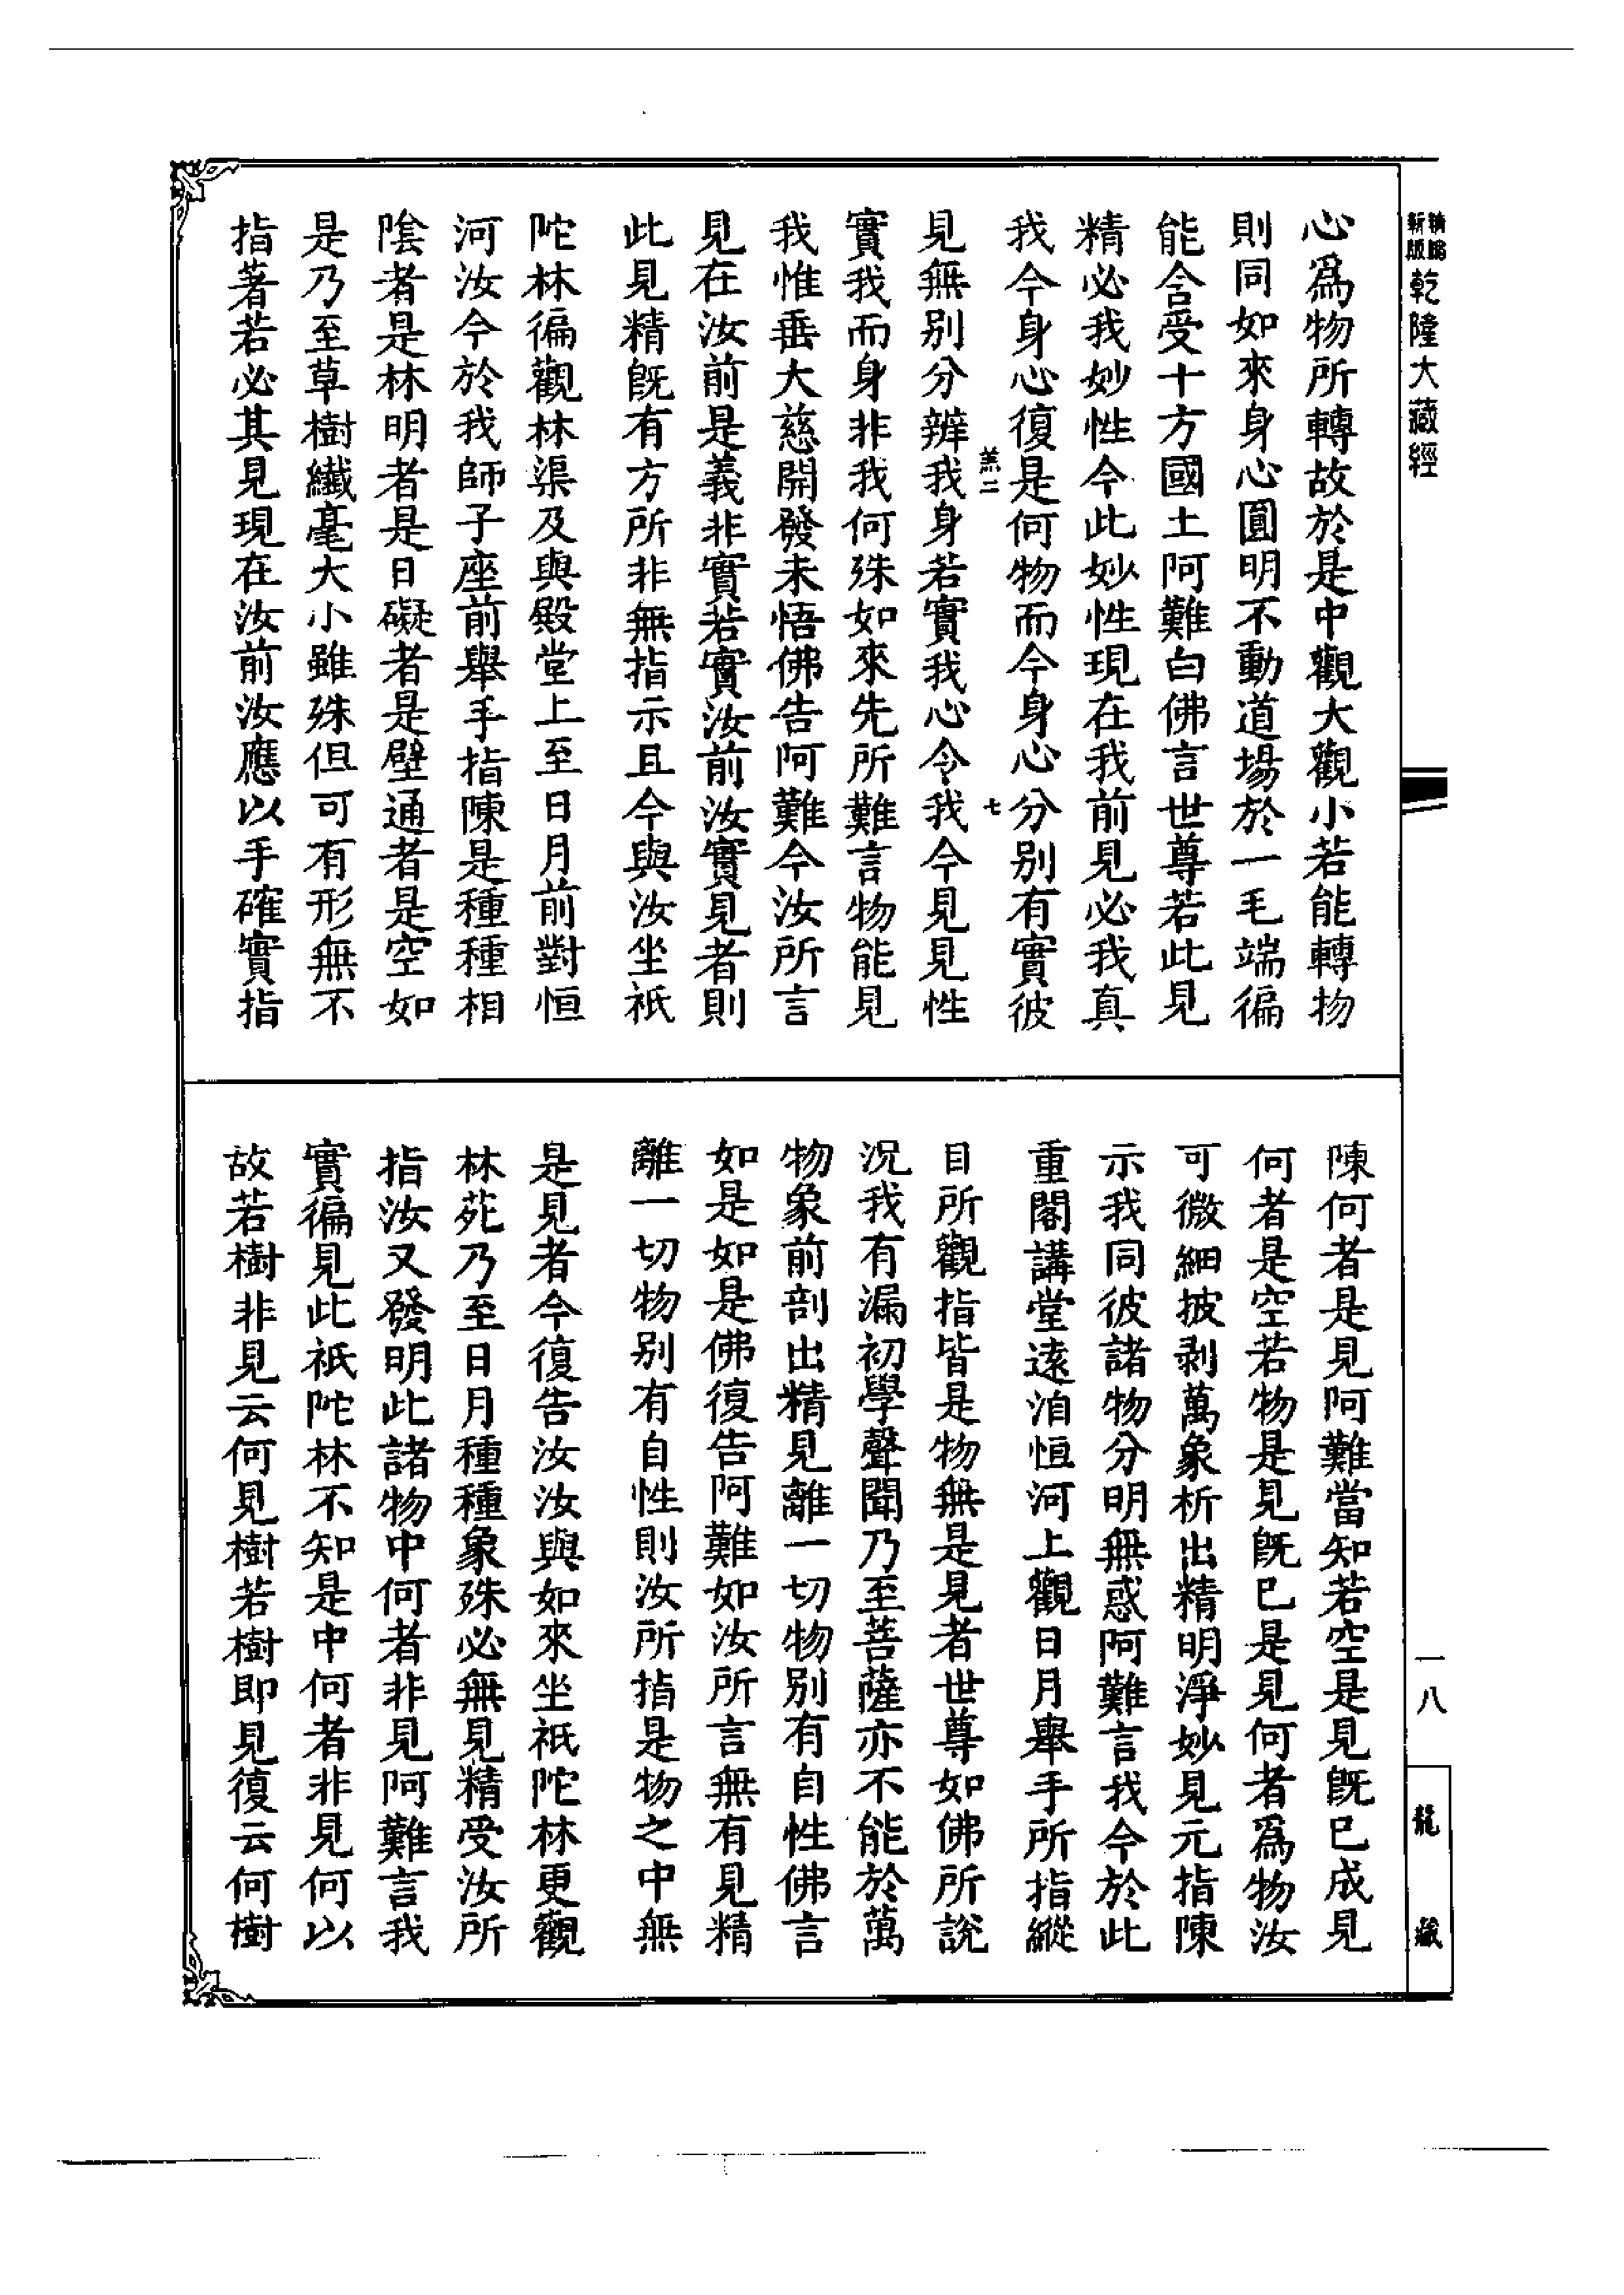 新版
精縮
乾隆大藏經
心爲物所轉故於是中觀大觀小若能轉物
則同如來身心圓明不動道場於一毛端徧
能含受十方國土阿難白佛言世尊若此見
精必我妙性今此妙性現在我前見必我真
我今身心復是何物而今身心分別有實彼
羔二
七
見無別分辨我身若實我心令我今見見性
實我而身非我何殊如來先所難言物能見
我惟垂大慈開發未悟佛告阿難今汝所言
見在汝前是義非實若實汝前汝實見者則
此見精旣有方所非無指示且今與汝坐祇
陀林徧觀林渠及與殿堂上至日月前對恒
河汝今於我師子座前舉手指陳是種種相
陰者是林明者是日礙者是壁通者是空如
是乃至草樹纖毫大小雖殊但可有形無不
指著若必其見現在汝前汝應以手確實指
陳何者是見阿難當知若空是見旣已成見
何者是空若物是見旣已是見何者爲物汝
可微細披剥萬象析出精明淨妙見元指陳
示我同彼諸物分明無惑阿難言我今於此
重閣講堂遠洎恒河上觀日月舉手所指縱
目所觀指皆是物無是見者世尊如佛所說
況我有漏初學聲聞乃至菩薩亦不能於萬
物象前剖出精見離一切物別有自性佛言
如是如是佛復告阿難如汝所言無有見精
離一切物別有自性則汝所指是物之中無
是見者今復告汝汝與如來坐祇陀林更觀
林苑乃至日月種種象殊必無見精受汝所
指汝又發明此諸物中何者非見阿難言我
實徧見此祇陀林不知是中何者非見何以
故若樹非見云何見樹若樹即見復云何樹
一八
龍藏